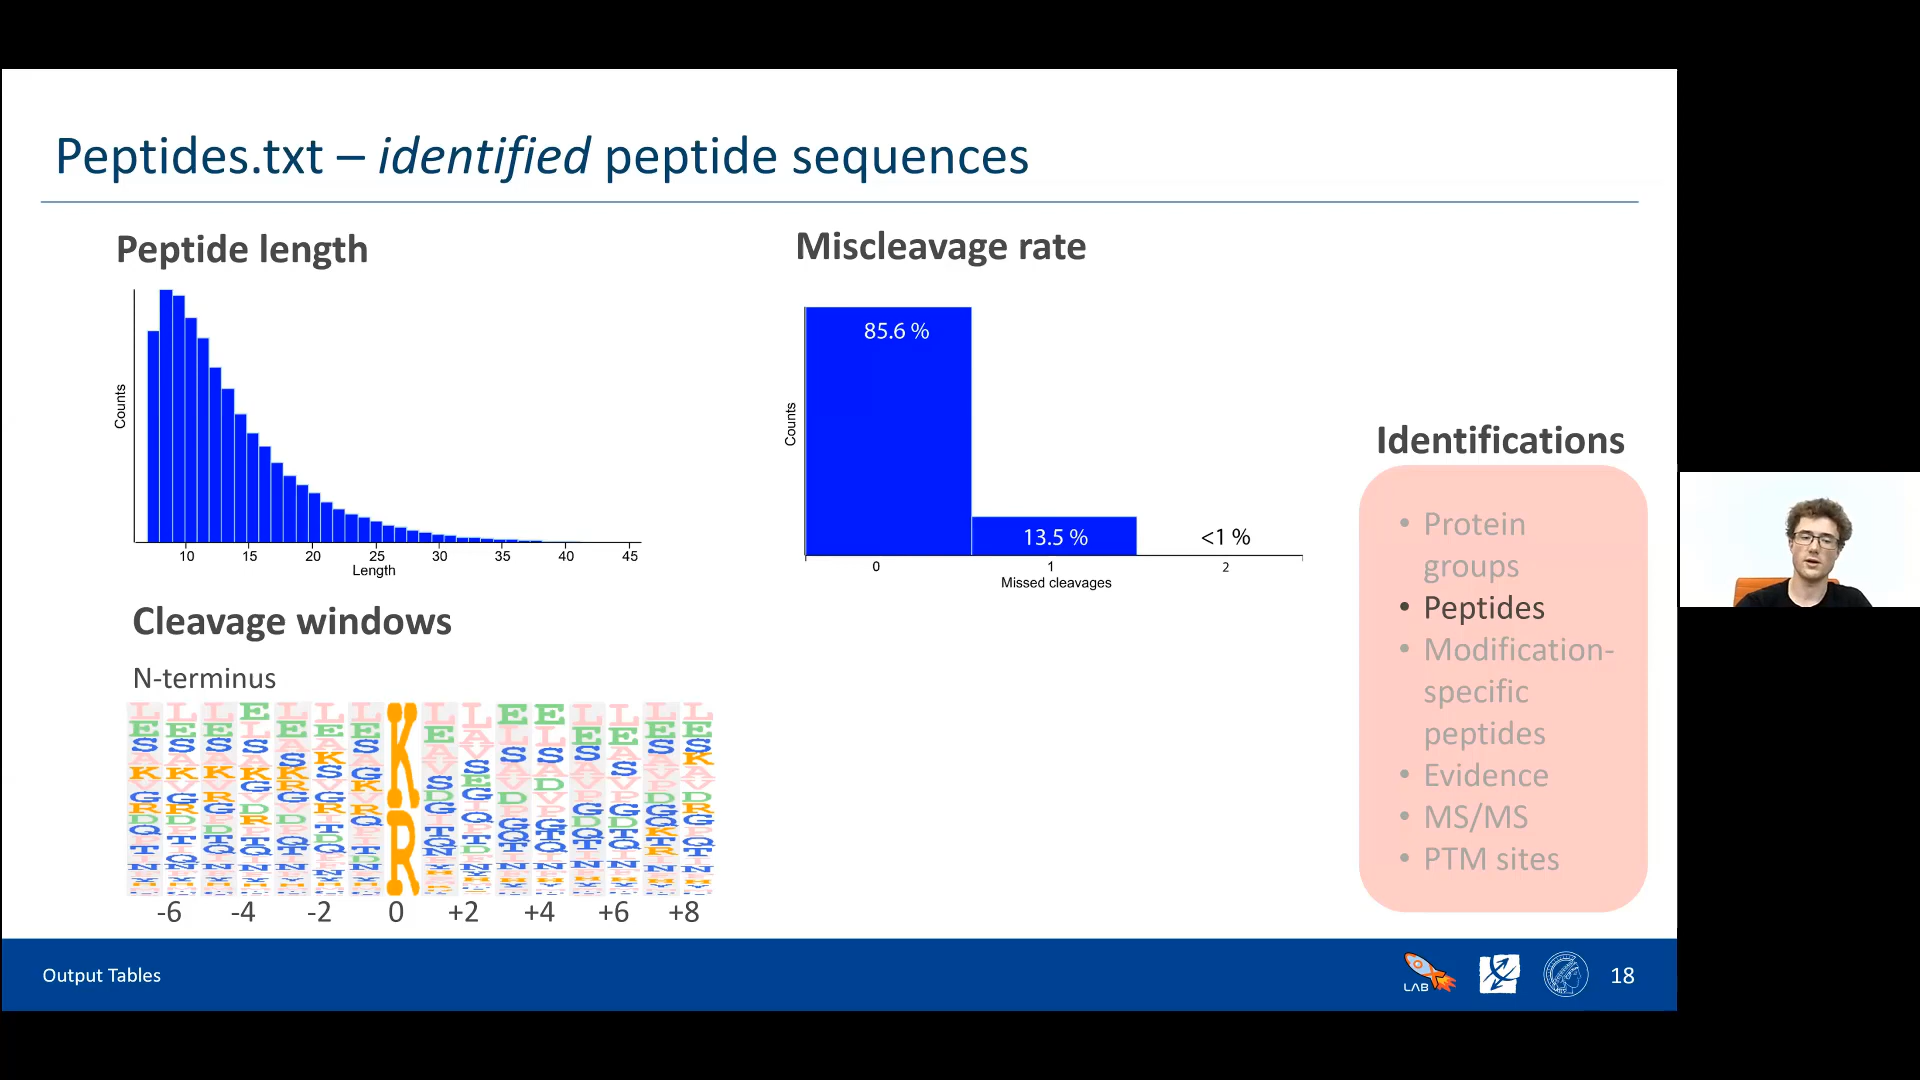 Peptides.txt – identified peptide sequences
Peptide length
Counts
10 15 20 25 30 35 40 45
Length
Miscleavage rate
85.6 %
13.5 %
<1 %
Counts
0 1 2
Missed cleavages
Cleavage windows
N-terminus
K
R
-6 -4 -2 0 +2 +4 +6 +8
Identifications
• Protein
groups
• Peptides
• Modification-
specific
peptides
• Evidence
• MS/MS
• PTM sites
Output Tables
LAB
18